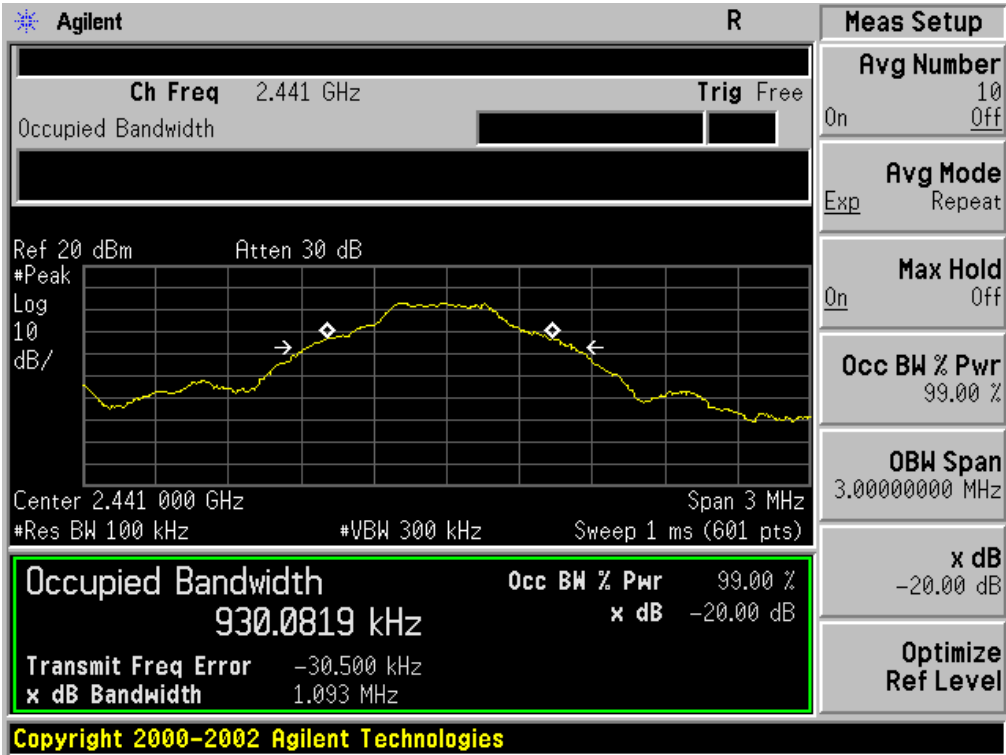 Agilent R
Ch Freq 2.441 GHz Trig Free
Occupied Bandwidth
Ref 20 dBm Atten 30 dB
#Peak
Log
10
dB/
Center 2.441 000 GHz Span 3 MHz
#Res BW 100 kHz #VBW 300 kHz Sweep 1 ms (601 pts)
Occupied Bandwidth
930.0819 kHz
Occ BW % Pwr 99.00 %
x dB -20.00 dB
Transmit Freq Error -30.500 kHz
x dB Bandwidth 1.093 MHz
Copyright 2000-2002 Agilent Technologies
Meas Setup
Avg Number
10
On Off
Avg Mode
Exp Repeat
Max Hold
On Off
Occ BW % Pwr
99.00 %
OBW Span
3.00000000 MHz
x dB
-20.00 dB
Optimize
Ref Level